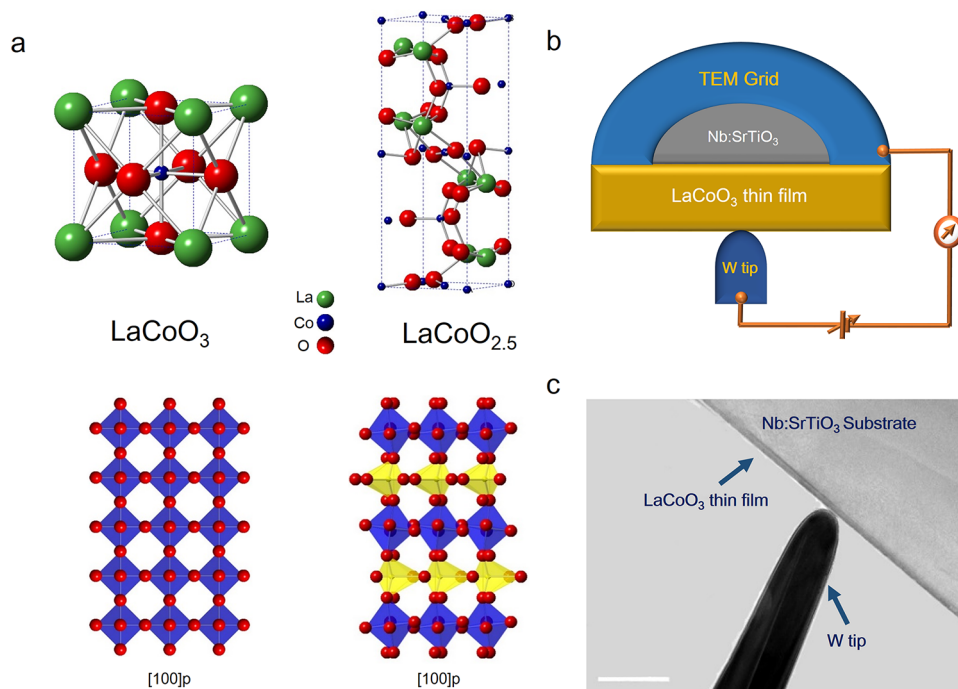 a
LaCoO₃
La
Co
O
LaCoO₂.₅
[100]p
[100]p
b
TEM Grid
Nb:SrTiO₃
LaCoO₃ thin film
W tip
c
Nb:SrTiO₃ Substrate
LaCoO₃ thin film
W tip